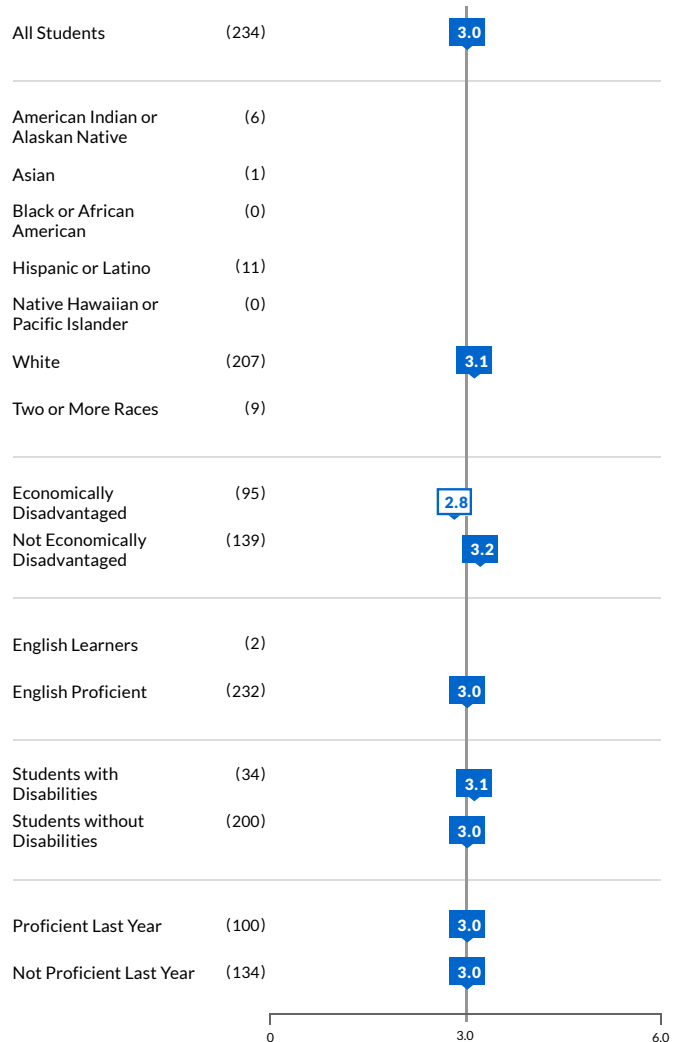 All Students (234) 3.0
American Indian or (6)
Alaskan Native
Asian (1)
Black or African (0)
American
Hispanic or Latino (11)
Native Hawaiian or (0)
Pacific Islander
White (207) 3.1
Two or More Races (9)
Economically (95) 2.8
Disadvantaged
Not Economically (139) 3.2
Disadvantaged
English Learners (2)
English Proficient (232) 3.0
Students with (34) 3.1
Disabilities
Students without (200) 3.0
Disabilities
Proficient Last Year (100) 3.0
Not Proficient Last Year (134) 3.0
0 3.0 6.0